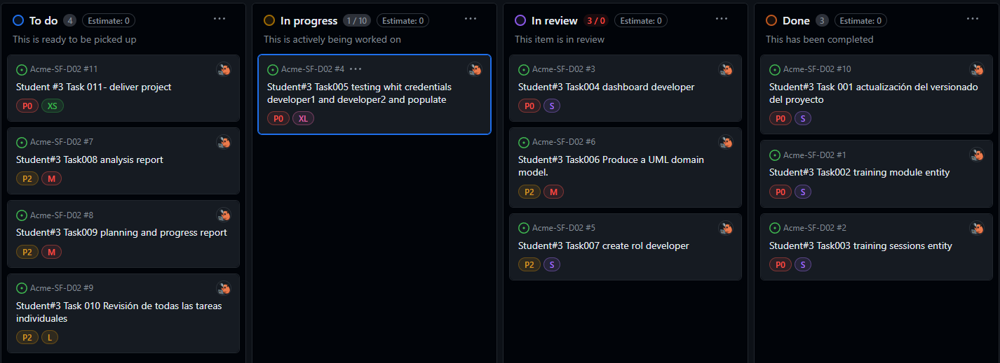 To do 4 Estimate: 0 ...
This is ready to be picked up
Acme-SF-D02 #11
Student #3 Task 011- deliver project
P0 XS
Acme-SF-D02 #7
Student#3 Task008 analysis report
P2 M
Acme-SF-D02 #8
Student#3 Task009 planning and progress report
P2 M
Acme-SF-D02 #9
Student#3 Task 010 Revisión de todas las tareas
individuales
P2 L
In progress 1 / 10 Estimate: 0 ...
This is actively being worked on
Acme-SF-D02 #4 ...
Student#3 Task005 testing whit credentials
developer1 and developer2 and populate
P0 XL
In review 3 / 0 Estimate: 0 ...
This item is in review
Acme-SF-D02 #3
Student#3 Task004 dashboard developer
P0 S
Acme-SF-D02 #6
Student#3 Task006 Produce a UML domain
model.
P2 M
Acme-SF-D02 #5
Student#3 Task007 create rol developer
P2 S
Done 3 Estimate: 0 ...
This has been completed
Acme-SF-D02 #10
Student#3 Task 001 actualización del versionado
del proyecto
P0 S
Acme-SF-D02 #1
Student#3 Task002 training module entity
P0 S
Acme-SF-D02 #2
Student#3 Task003 training sessions entity
P0 S